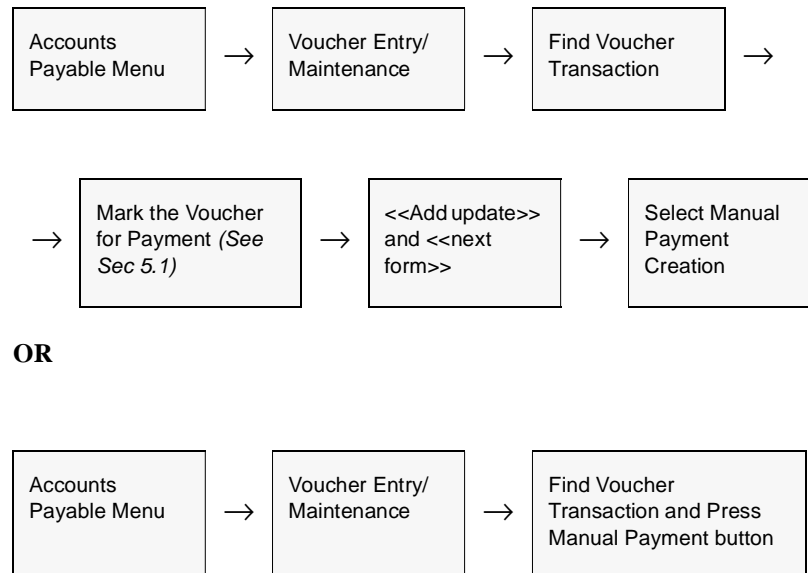 Accounts
Payable Menu
→
Voucher Entry/
Maintenance
→
Find Voucher
Transaction
→
→
Mark the Voucher
for Payment (See
Sec 5.1)
→
<<Add update>>
and <<next
form>>
→
Select Manual
Payment
Creation
OR
Accounts
Payable Menu
→
Voucher Entry/
Maintenance
→
Find Voucher
Transaction and Press
Manual Payment button